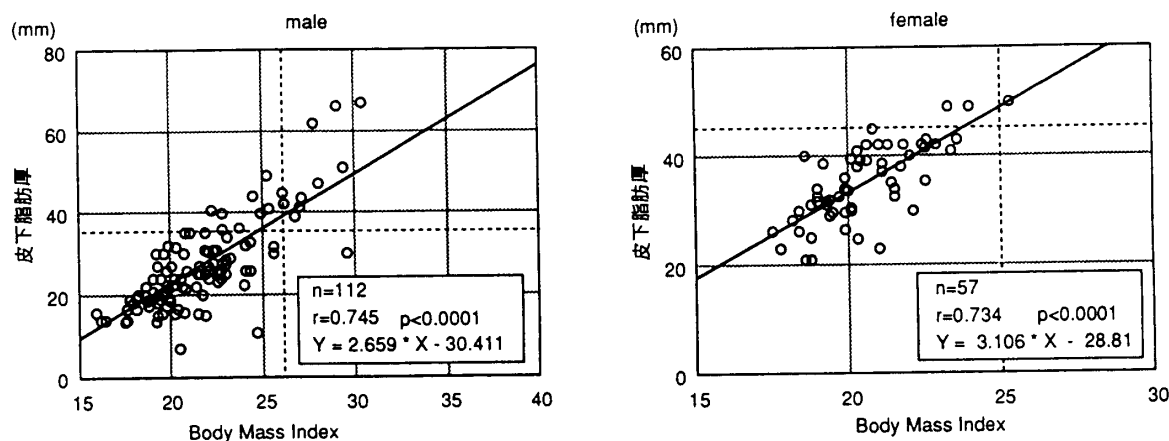 male
(mm)
80
60
40
20
0
皮下脂肪厚
15
20
25
30
35
40
Body Mass Index
n=112
r=0.745 p<0.0001
Y = 2.659 * X - 30.411
female
(mm)
60
40
20
0
皮下脂肪厚
15
20
25
30
Body Mass Index
n=57
r=0.734 p<0.0001
Y = 3.106 * X - 28.81